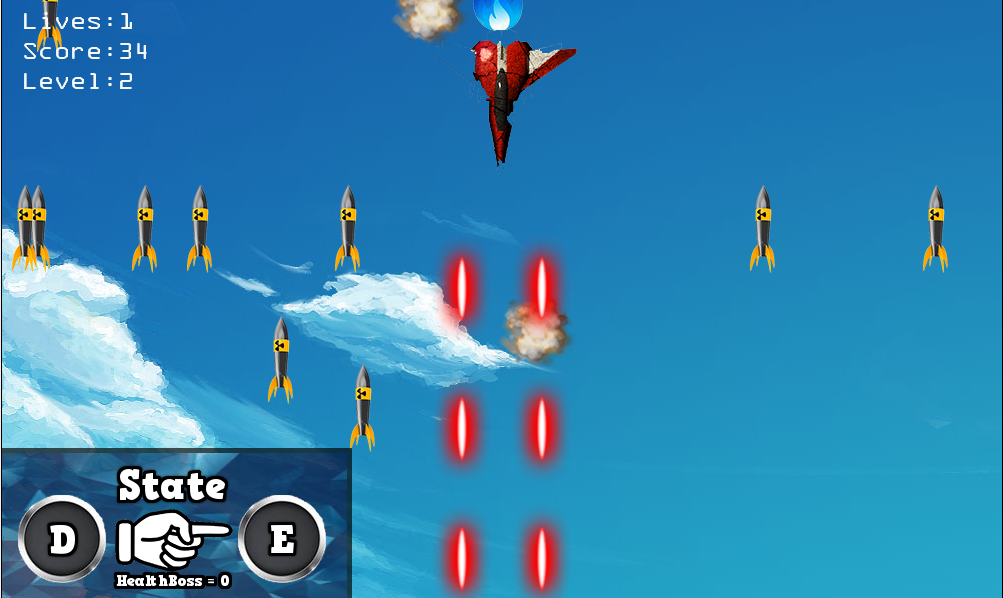 Lives:1
Score:34
Level:2
State
D
E
HealthBoss = 0